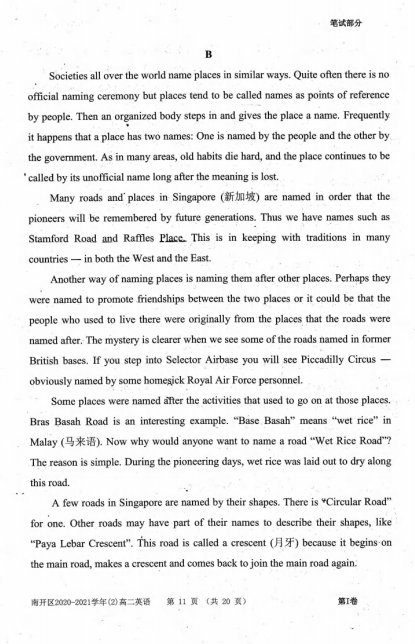 笔试部分
B
Societies all over the world name places in similar ways. Quite often there is no
official naming ceremony but places tend to be called names as points of reference
by people. Then an organized body steps in and gives the place a name. Frequently
it happens that a place has two names: One is named by the people and the other by
the government. As in many areas, old habits die hard, and the place continues to be
called by its unofficial name long after the meaning is lost.
Many roads and places in Singapore (新加坡) are named in order that the
pioneers will be remembered by future generations. Thus we have names such as
Stamford Road and Raffles Place. This is in keeping with traditions in many
countries — in both the West and the East.
Another way of naming places is naming them after other places. Perhaps they
were named to promote friendships between the two places or it could be that the
people who used to live there were originally from the places that the roads were
named after. The mystery is clearer when we see some of the roads named in former
British bases. If you step into Selector Airbase you will see Piccadilly Circus —
obviously named by some homesick Royal Air Force personnel.
Some places were named after the activities that used to go on at those places.
Bras Basah Road is an interesting example. “Base Basah” means “wet rice” in
Malay (马来语). Now why would anyone want to name a road “Wet Rice Road”?
The reason is simple. During the pioneering days, wet rice was laid out to dry along
this road.
A few roads in Singapore are named by their shapes. There is “Circular Road”
for one. Other roads may have part of their names to describe their shapes, like
“Paya Lebar Crescent”. This road is called a crescent (月牙) because it begins on
the main road, makes a crescent and comes back to join the main road again.
南开区2020-2021学年(2)高二英语 第 11 页 (共 20 页) 第I卷